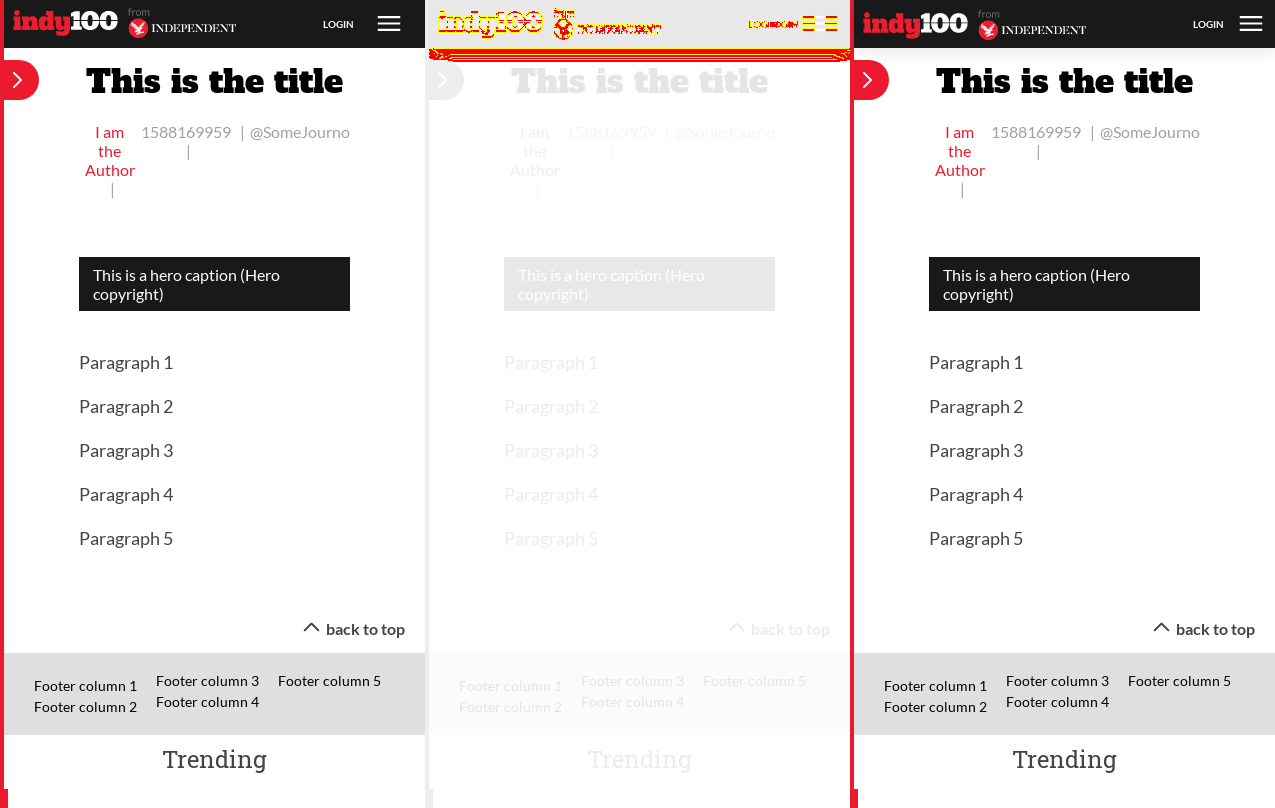 indy100 from INDEPENDENT LOGIN
This is the title
I am the Author |
1588169959 |
| @SomeJourno
This is a hero caption (Hero
copyright)
Paragraph 1
Paragraph 2
Paragraph 3
Paragraph 4
Paragraph 5
back to top
Footer column 1
Footer column 2
Footer column 3
Footer column 4
Footer column 5
Trending
indy100 from INDEPENDENT LOGIN
This is the title
I am the Author |
1588169959 |
| @SomeJourno
This is a hero caption (Hero
copyright)
Paragraph 1
Paragraph 2
Paragraph 3
Paragraph 4
Paragraph 5
back to top
Footer column 1
Footer column 2
Footer column 3
Footer column 4
Footer column 5
Trending
indy100 from INDEPENDENT LOGIN
This is the title
I am the Author |
1588169959 |
| @SomeJourno
This is a hero caption (Hero
copyright)
Paragraph 1
Paragraph 2
Paragraph 3
Paragraph 4
Paragraph 5
back to top
Footer column 1
Footer column 2
Footer column 3
Footer column 4
Footer column 5
Trending